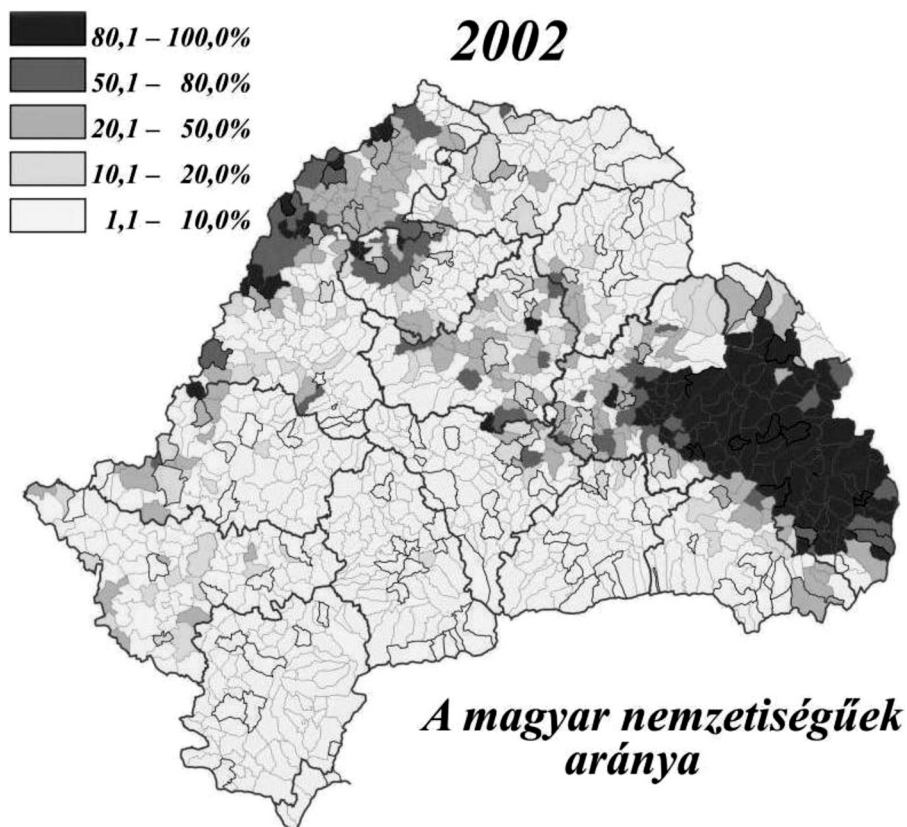 2002
80,1 – 100,0%
50,1 – 80,0%
20,1 – 50,0%
10,1 – 20,0%
1,1 – 10,0%
A magyar nemzetiségűek
aránya